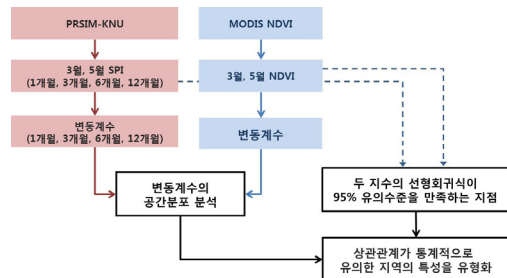 PRSIM-KNU
MODIS NDVI
3월, 5월 SPI
(1개월, 3개월, 6개월, 12개월)
3월, 5월 NDVI
변동계수
(1개월, 3개월, 6개월, 12개월)
변동계수
변동계수의
공간분포 분석
두 지수의 선형회귀식이
95% 유의수준을 만족하는 지점
상관관계가 통계적으로
유의한 지역의 특성을 유형화